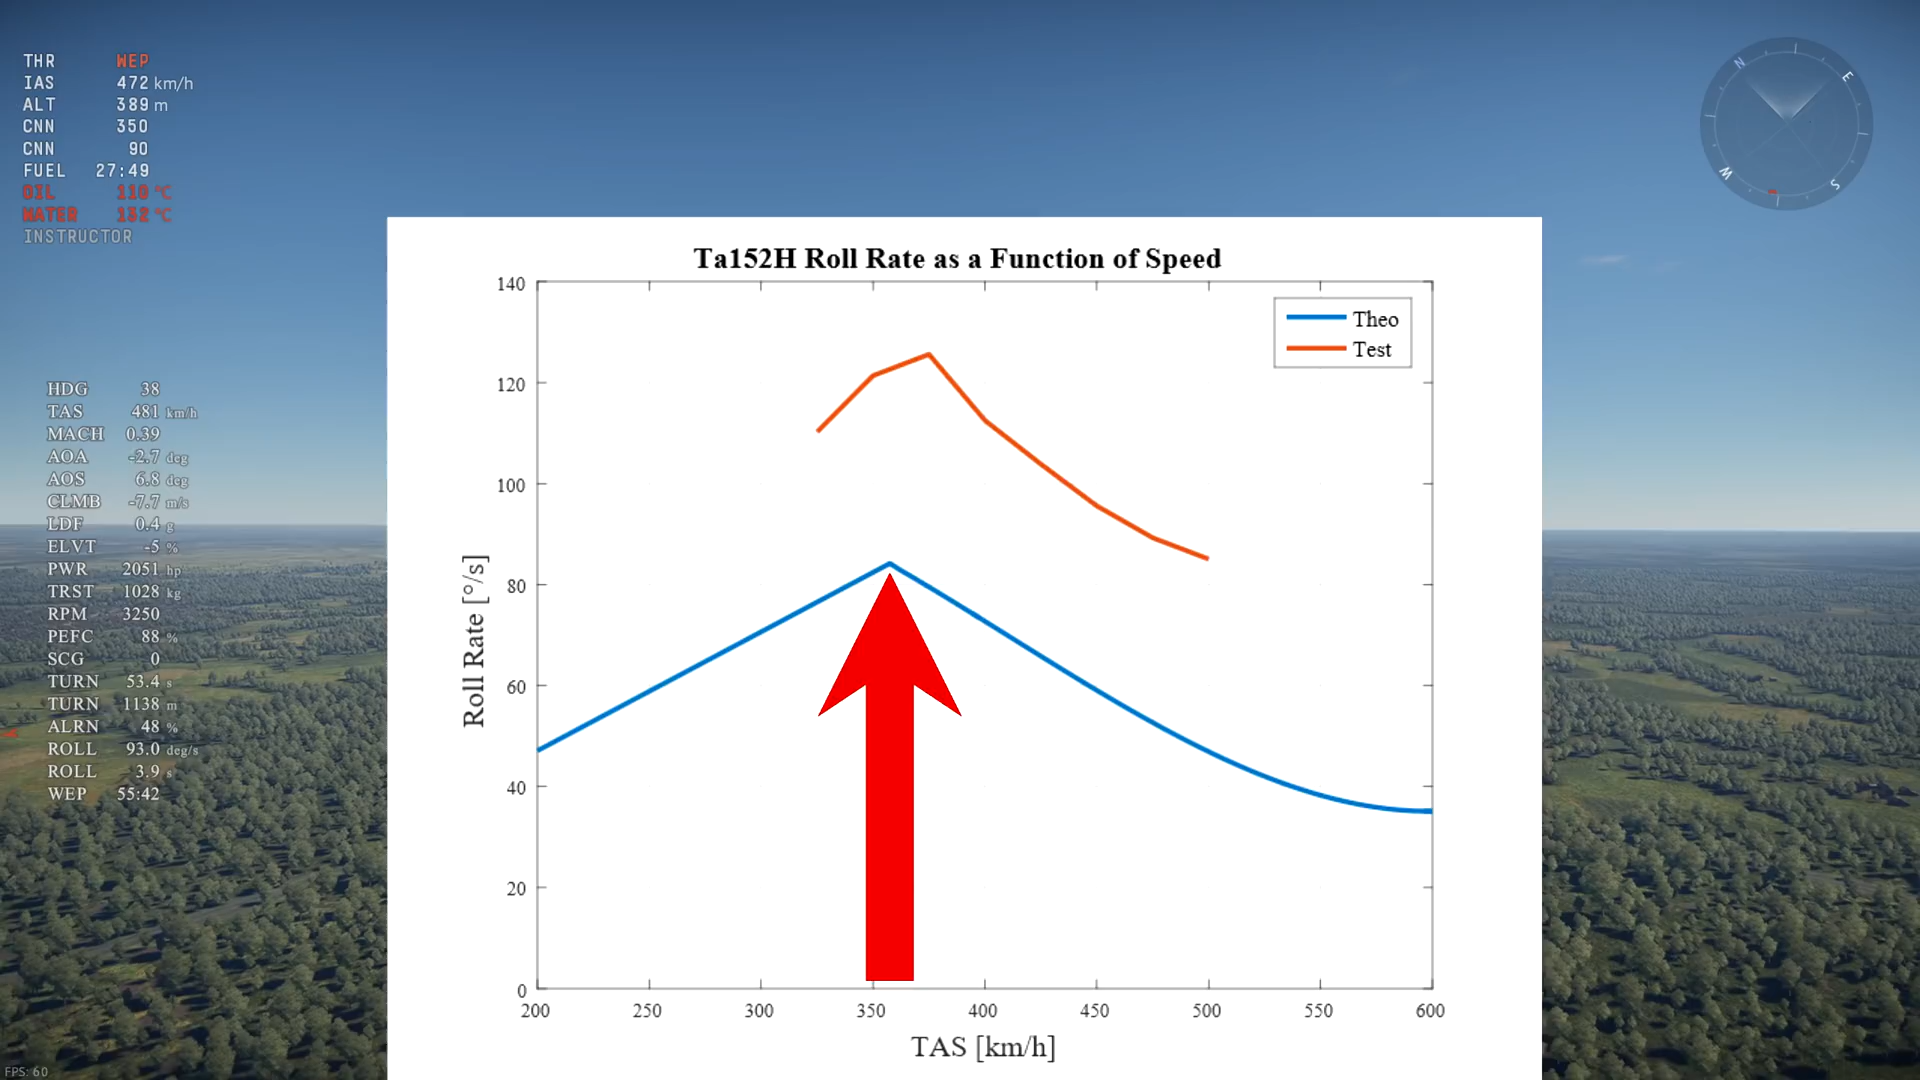 THR WEP
IAS 472 km/h
ALT 389 m
CNN 350
CNN 90
FUEL 27:49
OIL 110 °C
WATER 132 °C
INSTRUCTOR
N
E
S
W
HDG 38
TAS 481 km/h
MACH 0.39
AOA -2.7 deg
AOS 6.8 deg
CLMB -7.7 m/s
LDF 0.4 g
ELVT -5 %
PWR 2051 hp
TRST 1028 kg
RPM 3250
PEFC 88 %
SCG 0
TURN 53.4 s
TURN 1138 m
ALRN 48 %
ROLL 93.0 deg/s
ROLL 3.9 s
WEP 55:42
FPS: 60
Ta152H Roll Rate as a Function of Speed
Theo
Test
140
120
100
80
60
40
20
0
Roll Rate [°/s]
200 250 300 350 400 450 500 550 600
TAS [km/h]